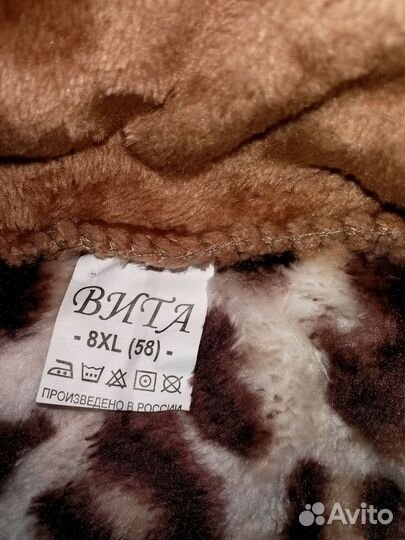 ВИТА
- 8XL (58) -
ПРОИЗВЕДЕНО В РОССИИ
Avito